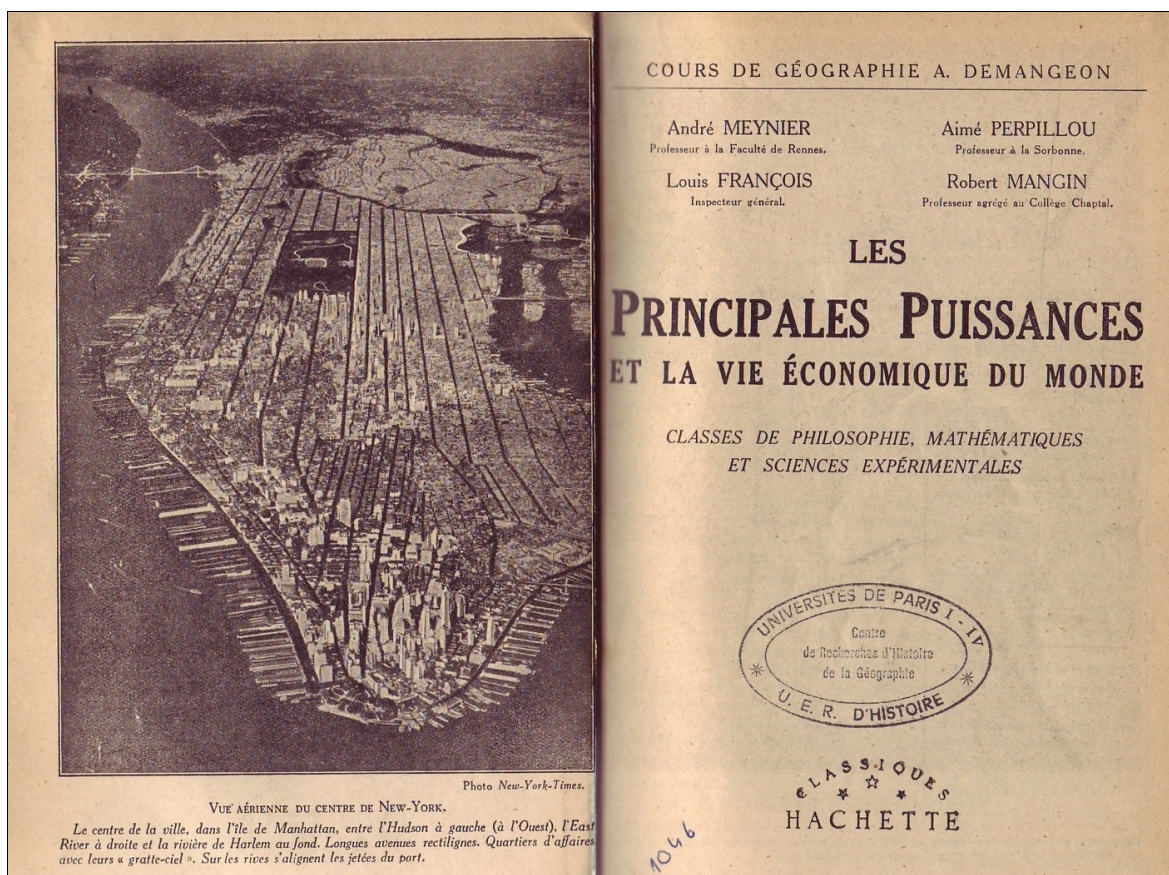 Photo New-York-Times.
VUE AÉRIENNE DU CENTRE DE NEW-YORK.
Le centre de la ville, dans l'île de Manhattan, entre l'Hudson à gauche (à l'Ouest), l'East
River à droite et la rivière de Harlem au fond. Longues avenues rectilignes. Quartiers d'affaires
avec leurs « gratte-ciel ». Sur les rives s'alignent les jetées du port.
COURS DE GÉOGRAPHIE A. DEMANGEON
André MEYNIER
Professeur à la Faculté de Rennes.
Aimé PERPILLOU
Professeur à la Sorbonne.
Louis FRANÇOIS
Inspecteur général.
Robert MANGIN
Professeur agrégé au Collège Chaptal.
LES
PRINCIPALES PUISSANCES
ET LA VIE ÉCONOMIQUE DU MONDE
CLASSES DE PHILOSOPHIE, MATHÉMATIQUES
ET SCIENCES EXPÉRIMENTALES
UNIVERSITÉS DE PARIS I - IV
Centre
de Recherches d'Histoire
de la Géographie
U. E. R. D'HISTOIRE
CLASSIQUES
HACHETTE
1046